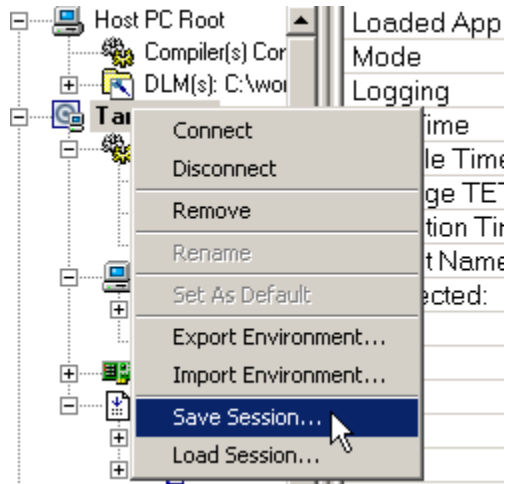 Host PC Root
Compiler(s) Cor
DLM(s): C:\wor
Tar
Connect
Disconnect
Remove
Rename
Set As Default
Export Environment...
Import Environment...
Save Session...
Load Session...
Loaded App
Mode
Logging
ime
le Time
ge TET
tion Tir
t Name
ected: